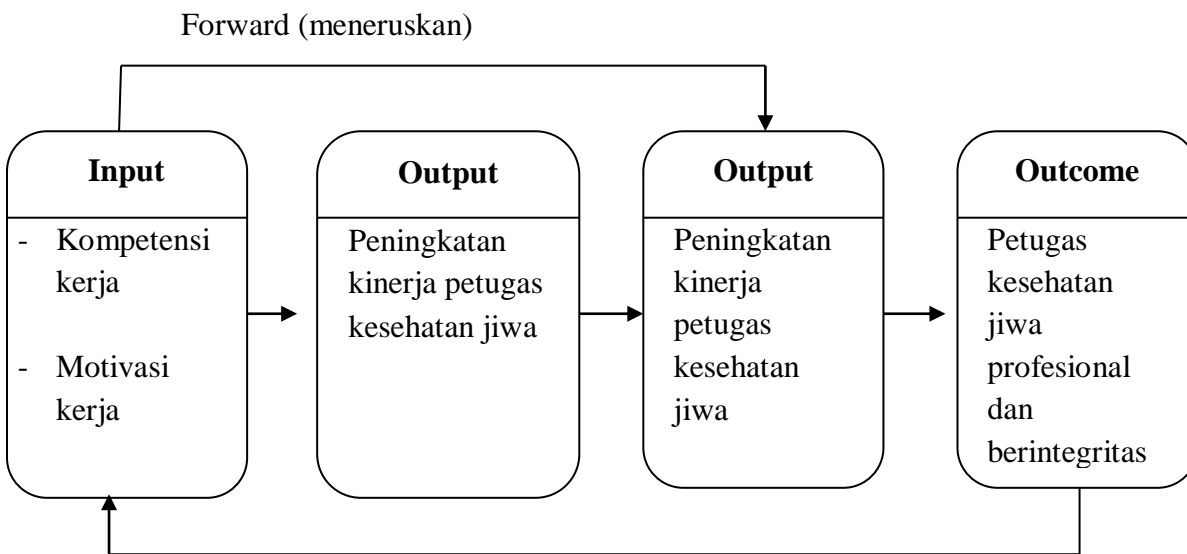 Forward (meneruskan)
Input
- Kompetensi
kerja
- Motivasi
kerja
Output
Peningkatan
kinerja petugas
kesehatan jiwa
Output
Peningkatan
kinerja
petugas
kesehatan
jiwa
Outcome
Petugas
kesehatan
jiwa
profesional
dan
berintegritas